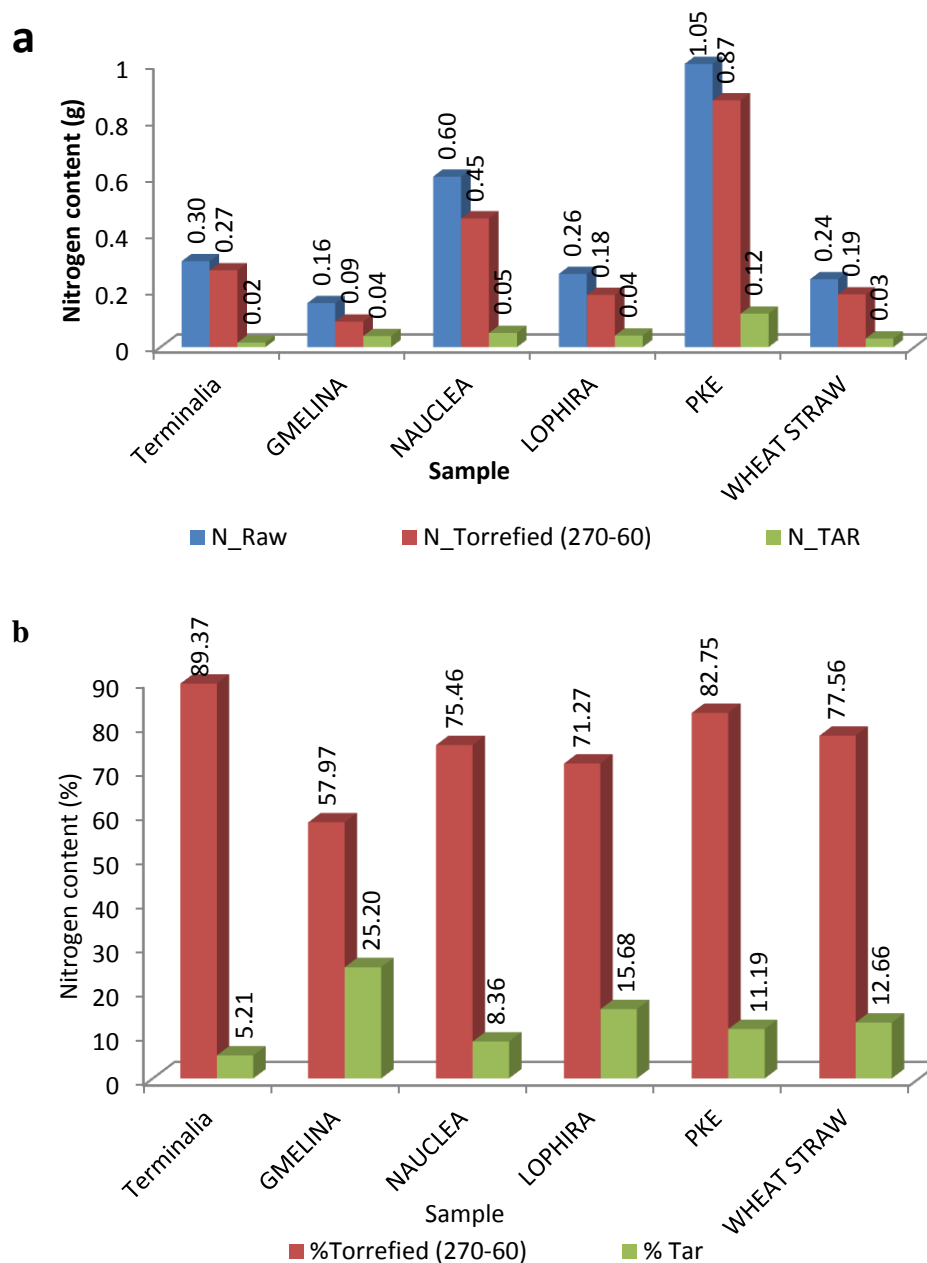 a
Nitrogen content (g)
1
0.8
0.6
0.4
0.2
0
0.30
0.27
0.02
0.16
0.09
0.04
0.60
0.45
0.05
0.26
0.18
0.04
1.05
0.87
0.12
0.24
0.19
0.03
Terminalia
GMELINA
NAUCLEA
LOPHIRA
PKE
WHEAT STRAW
Sample
N_Raw N_Torrefied (270-60) N_TAR
b
Nitrogen content (%)
90
80
70
60
50
40
30
20
10
0
89.37
5.21
57.97
25.20
75.46
8.36
71.27
15.68
82.75
11.19
77.56
12.66
Terminalia
GMELINA
NAUCLEA
LOPHIRA
PKE
WHEAT STRAW
Sample
%Torrefied (270-60) % Tar